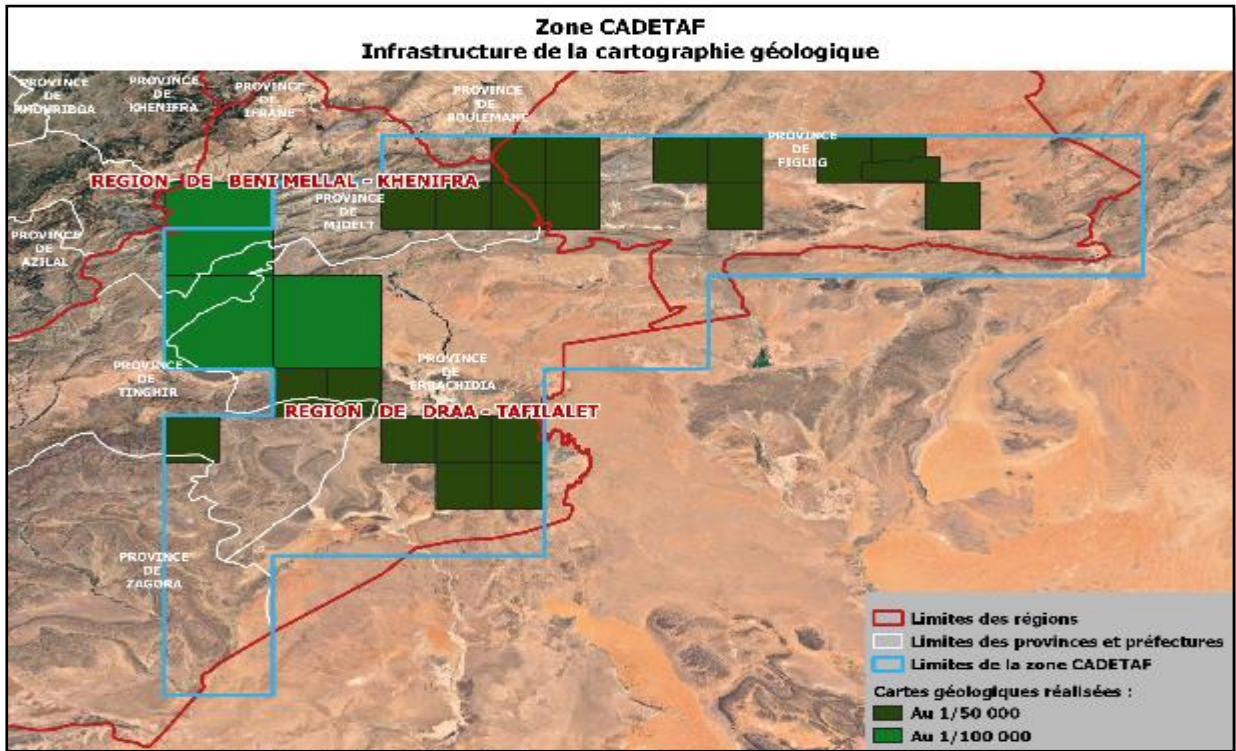 Zone CADETAF
Infrastructure de la cartographie géologique
PROVINCE
DE
KHOURIBGA
PROVINCE
DE
KHENIFRA
PROVINCE
DE
IFRANE
PROVINCE
DE
BOULEMANE
PROVINCE
DE
FIGUIG
REGION DE BENI MELLAL - KHENIFRA
PROVINCE
DE
MIDELT
PROVINCE
DE
AZILAL
PROVINCE
DE
TINGHIR
PROVINCE
DE
ERRACHIDIA
REGION DE DRAA - TAFILALET
PROVINCE
DE
ZAGORA
Limites des régions
Limites des provinces et préfectures
Limites de la zone CADETAF
Cartes géologiques réalisées :
Au 1/50 000
Au 1/100 000